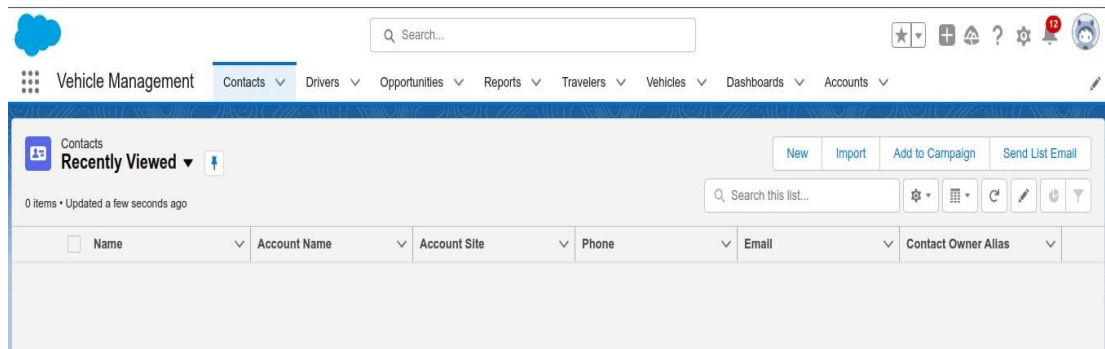 Search...
12
Vehicle Management Contacts Drivers Opportunities Reports Travelers Vehicles Dashboards Accounts
Contacts
Recently Viewed
New Import Add to Campaign Send List Email
0 items • Updated a few seconds ago
Search this list...
Name Account Name Account Site Phone Email Contact Owner Alias